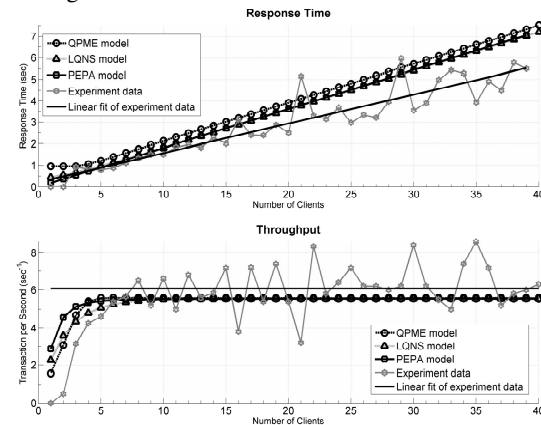 Response Time
7
6
5
4
3
2
1
0
Response Time (sec)
QPME model
LQNS model
PEPA model
Experiment data
Linear fit of experiment data
0 5 10 15 20 25 30 35 40
Number of Clients
Throughput
8
6
4
2
0
Transaction per Second (sec⁻¹)
QPME model
LQNS model
PEPA model
Experiment data
Linear fit of experiment data
0 5 10 15 20 25 30 35 40
Number of Clients